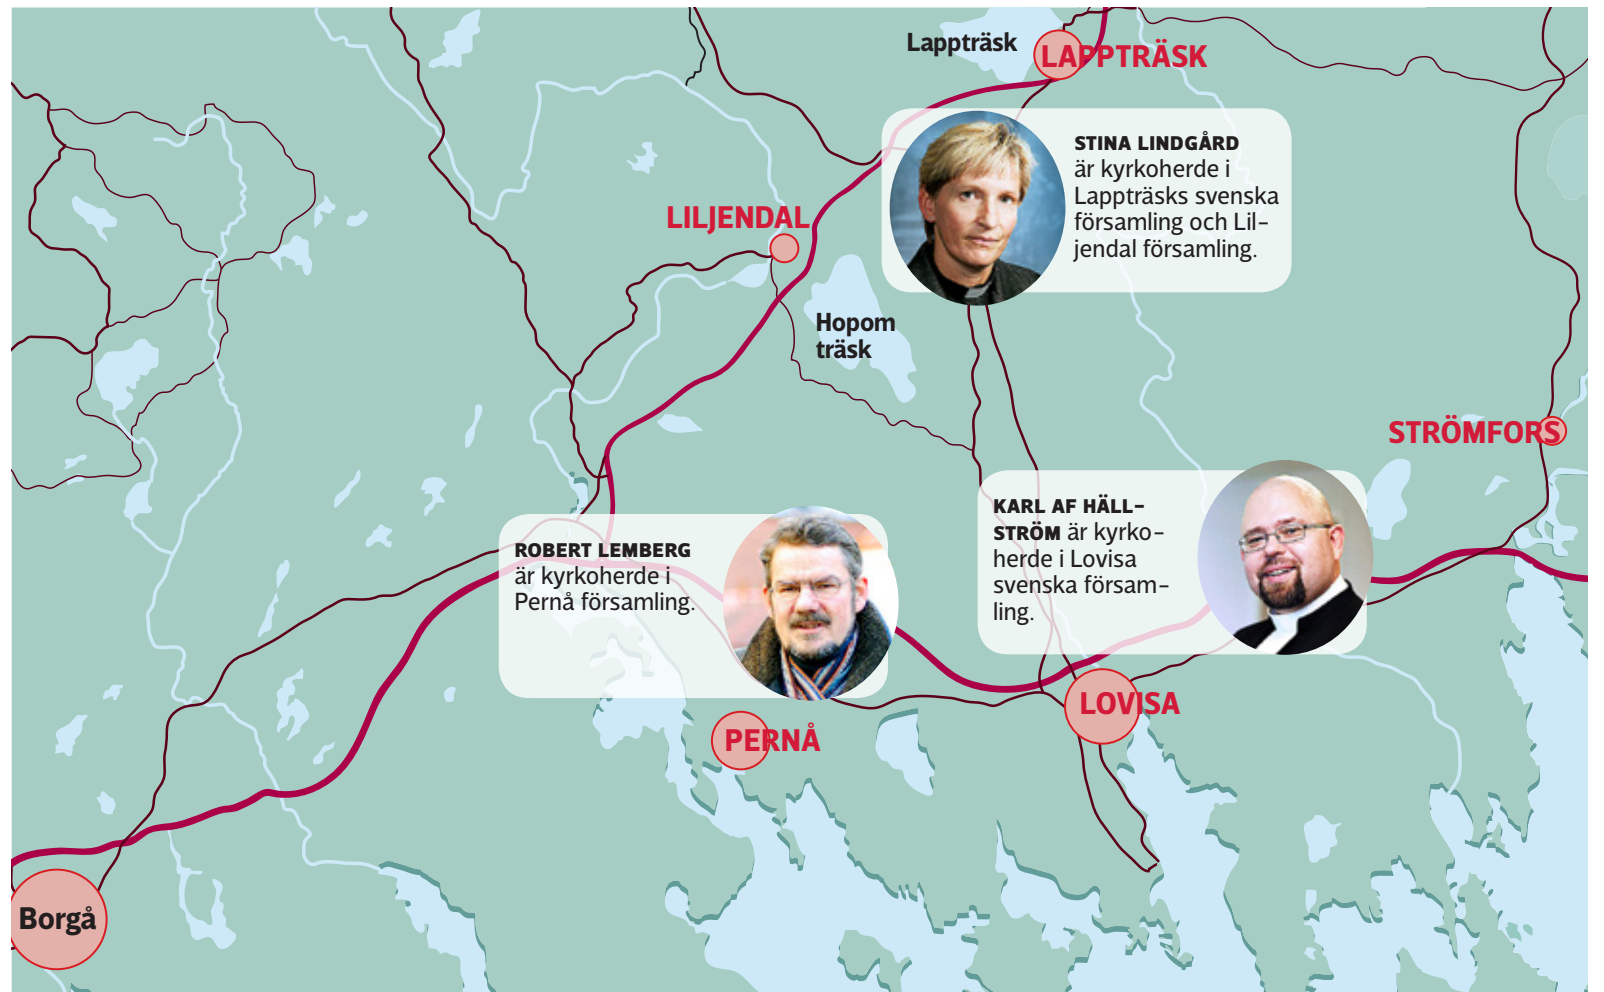 Lappträsk
LAPPTRÄSK
STINA LINDGÅRD
är kyrkoherde i
Lappträsks svenska
församling och Lil-
jendal församling.
LILJENDAL
Hopom
träsk
STRÖMFORS
KARL AF HÄLL-
STRÖM är kyrko-
herde i Lovisa
svenska försam-
ling.
ROBERT LEMBERG
är kyrkoherde i
Pernå församling.
LOVISA
PERNÅ
Borgå